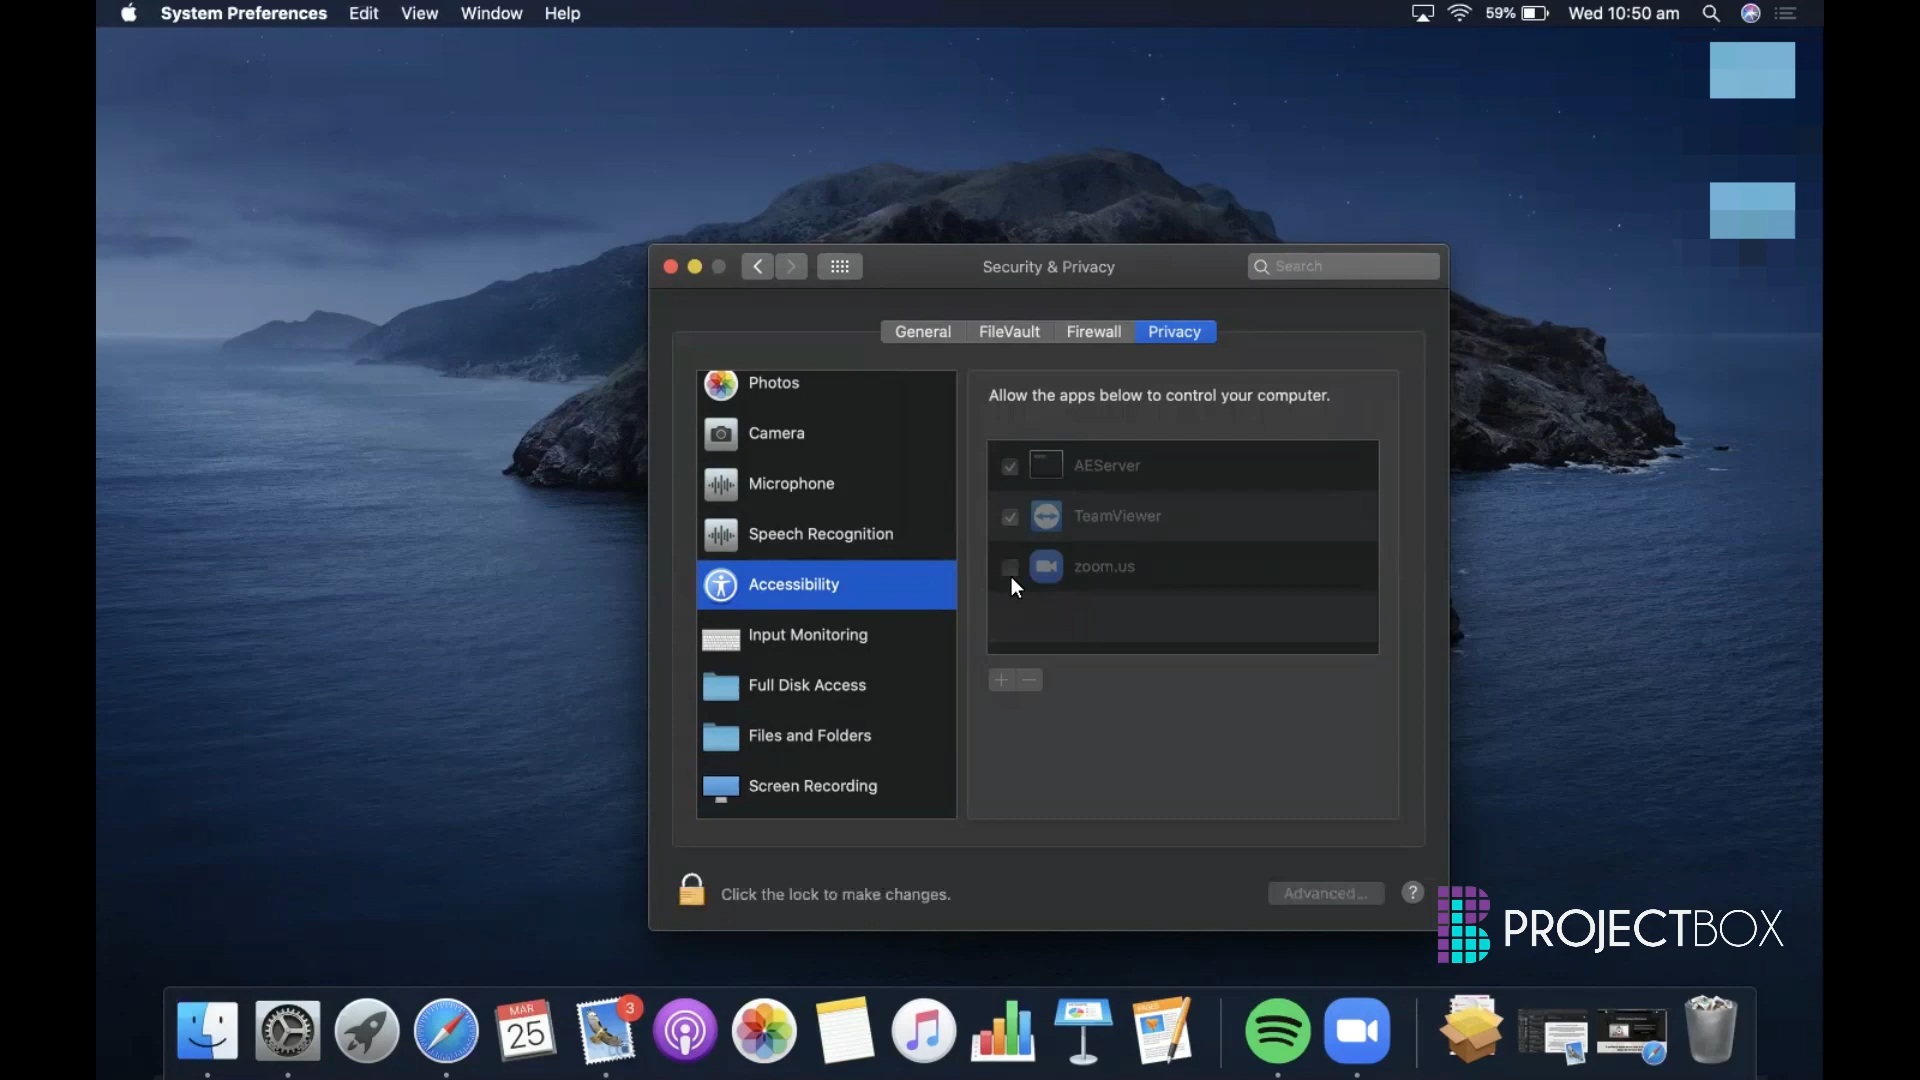 System Preferences Edit View Window Help 59% Wed 10:50 am
Security & Privacy Search
General FileVault Firewall Privacy
Photos
Camera
Microphone
Speech Recognition
Accessibility
Input Monitoring
Full Disk Access
Files and Folders
Screen Recording
Allow the apps below to control your computer.
AEServer
TeamViewer
zoom.us
+ −
Click the lock to make changes. Advanced... ?
PROJECTBOX
MAR
25
3
PAGES